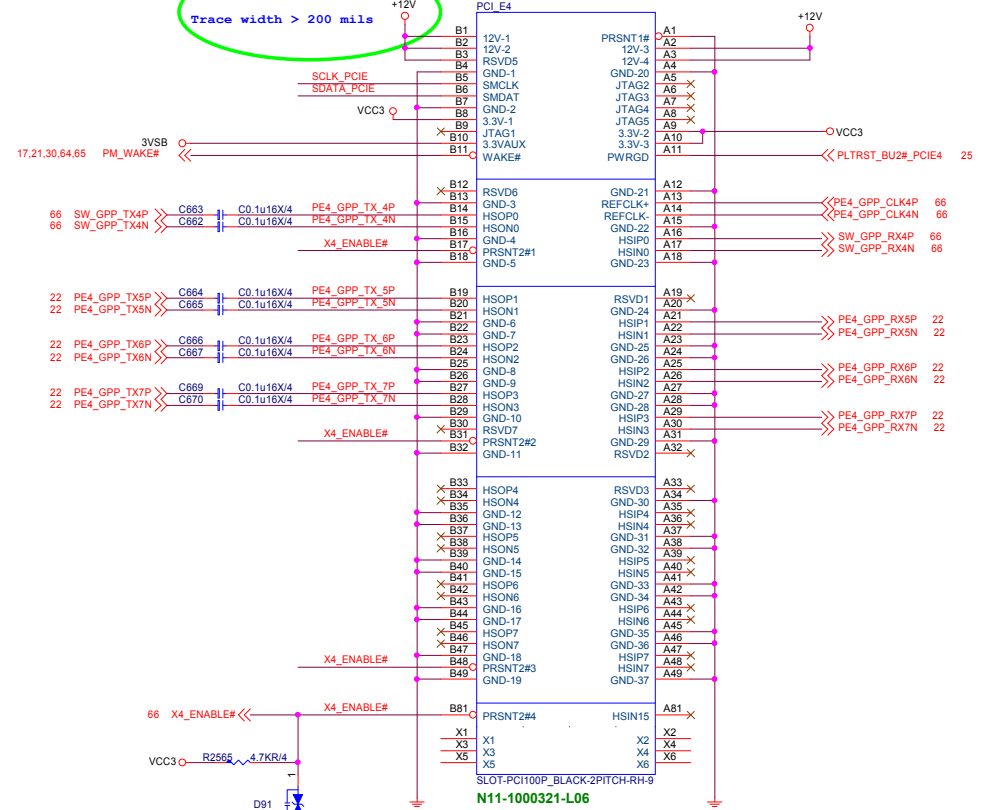 Trace width > 200 mils
+12V
PCI_E4
+12V
B1 12V-1 PRSNT1# A1
B2 12V-2 12V-3 A2
B3 RSVD5 12V-4 A3
B4 GND-1 GND-20 A4
SCLK_PCIE B5 SMCLK JTAG2 A5
SDATA_PCIE B6 SMDAT JTAG3 A6
B7 GND-2 JTAG4 A7
VCC3 B8 3.3V-1 JTAG5 A8
B9 JTAG1 3.3V-2 A9 VCC3
3VSB B10 3.3VAUX 3.3V-3 A10
17,21,30,64,65 PM_WAKE# B11 WAKE# PWRGD A11 PLTRST_BU2#_PCIE4 25
B12 RSVD6 GND-21 A12
B13 GND-3 REFCLK+ A13 PE4_GPP_CLK4P 66
66 SW_GPP_TX4P C663 C0.1u16X/4 PE4_GPP_TX_4P B14 HSOP0 REFCLK- A14 PE4_GPP_CLK4N 66
66 SW_GPP_TX4N C662 C0.1u16X/4 PE4_GPP_TX_4N B15 HSON0 GND-22 A15
B16 GND-4 HSIP0 A16 SW_GPP_RX4P 66
X4_ENABLE# B17 PRSNT2#1 HSIN0 A17 SW_GPP_RX4N 66
B18 GND-5 GND-23 A18
22 PE4_GPP_TX5P C664 C0.1u16X/4 PE4_GPP_TX_5P B19 HSOP1 RSVD1 A19
22 PE4_GPP_TX5N C665 C0.1u16X/4 PE4_GPP_TX_5N B20 HSON1 GND-24 A20
B21 GND-6 HSIP1 A21 PE4_GPP_RX5P 22
B22 GND-7 HSIN1 A22 PE4_GPP_RX5N 22
22 PE4_GPP_TX6P C666 C0.1u16X/4 PE4_GPP_TX_6P B23 HSOP2 GND-25 A23
22 PE4_GPP_TX6N C667 C0.1u16X/4 PE4_GPP_TX_6N B24 HSON2 GND-26 A24
B25 GND-8 HSIP2 A25 PE4_GPP_RX6P 22
B26 GND-9 HSIN2 A26 PE4_GPP_RX6N 22
22 PE4_GPP_TX7P C669 C0.1u16X/4 PE4_GPP_TX_7P B27 HSOP3 GND-27 A27
22 PE4_GPP_TX7N C670 C0.1u16X/4 PE4_GPP_TX_7N B28 HSON3 GND-28 A28
B29 GND-10 HSIP3 A29 PE4_GPP_RX7P 22
B30 RSVD7 HSIN3 A30 PE4_GPP_RX7N 22
X4_ENABLE# B31 PRSNT2#2 GND-29 A31
B32 GND-11 RSVD2 A32
B33 HSOP4 RSVD3 A33
B34 HSON4 GND-30 A34
B35 GND-12 HSIP4 A35
B36 GND-13 HSIN4 A36
B37 HSOP5 GND-31 A37
B38 HSON5 GND-32 A38
B39 GND-14 HSIP5 A39
B40 GND-15 HSIN5 A40
B41 HSOP6 GND-33 A41
B42 HSON6 GND-34 A42
B43 GND-16 HSIP6 A43
B44 GND-17 HSIN6 A44
B45 HSOP7 GND-35 A45
B46 HSON7 GND-36 A46
B47 GND-18 HSIP7 A47
X4_ENABLE# B48 PRSNT2#3 HSIN7 A48
B49 GND-19 GND-37 A49
66 X4_ENABLE# X4_ENABLE# B81 PRSNT2#4 HSIN15 A81
X1 X1 X2 X2
X3 X3 X4 X4
VCC3 R2565 4.7KR/4 X5 X5 X6 X6
1
SLOT-PCI100P_BLACK-2PITCH-RH-9
D91
N11-1000321-L06